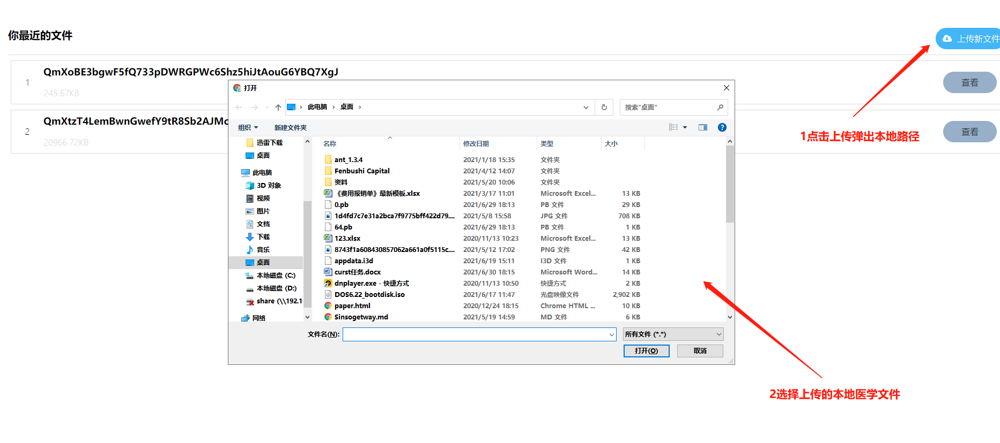 你最近的文件
上传新文件
1
QmXoBE3bgwF5fQ733pDWRGPWc6Shz5hiJtAouG6YBQ7XgJ
245.67KB
查看
2
QmXtzT4LemBwnGwefY9tR8Sb2AJMc
20966.72KB
查看
1点击上传弹出本地路径
打开
此电脑 › 桌面 ›
搜索"桌面"
组织 新建文件夹
迅雷下载
桌面
此电脑
3D 对象
视频
图片
文档
下载
音乐
桌面
本地磁盘 (C:)
本地磁盘 (D:)
share (\\192.1
网络
名称 修改日期 类型 大小
ant_1.3.4 2021/1/18 15:35 文件夹
Fenbushi Capital 2021/4/12 14:07 文件夹
资料 2021/5/20 10:06 文件夹
《费用报销单》最新模板.xlsx 2021/3/17 11:01 Microsoft Excel... 13 KB
0.pb 2021/6/29 18:13 PB 文件 29 KB
1d4fd7c7e31a2bca7f9775bff422d79.... 2021/5/8 15:58 JPG 文件 708 KB
64.pb 2021/6/29 18:13 PB 文件 1 KB
123.xlsx 2020/11/13 10:23 Microsoft Excel... 13 KB
8743f1a608430857062a661a0f5115c.... 2021/5/12 17:02 PNG 文件 42 KB
appdata.i3d 2021/6/19 15:11 I3D 文件 1 KB
curst任务.docx 2021/6/30 18:15 Microsoft Word... 14 KB
dnplayer.exe - 快捷方式 2020/11/13 10:50 快捷方式 2 KB
DOS6.22_bootdisk.iso 2021/6/17 11:47 光盘映像文件 2,902 KB
paper.html 2020/12/24 18:15 Chrome HTML ... 10 KB
Sinsogetway.md 2021/5/19 14:59 MD 文件 6 KB
文件名(N):
所有文件 (*.*)
打开(O) 取消
2选择上传的本地医学文件